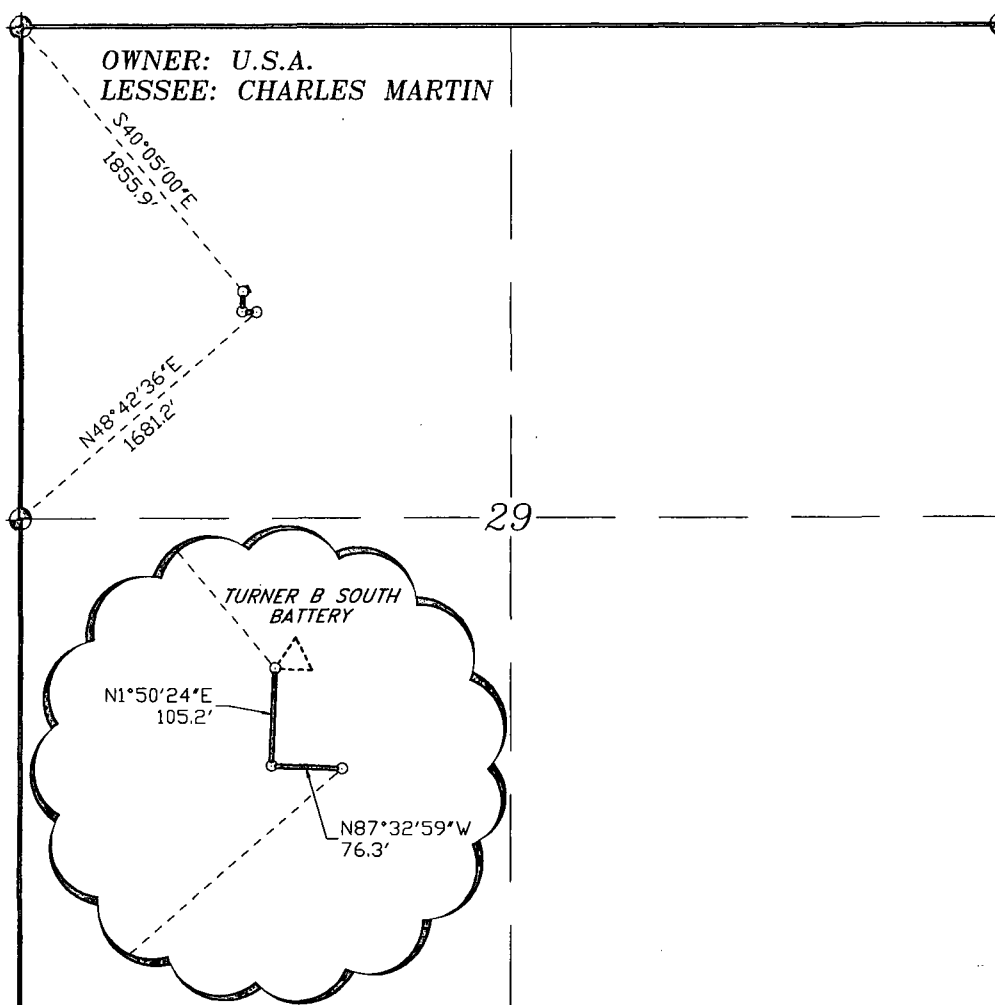 OWNER: U.S.A.
LESSEE: CHARLES MARTIN
S40°05'00"E
1855.9'
N48°42'36"E
1681.2'
29
TURNER B SOUTH
BATTERY
N1°50'24"E
105.2'
N87°32'59"W
76.3'